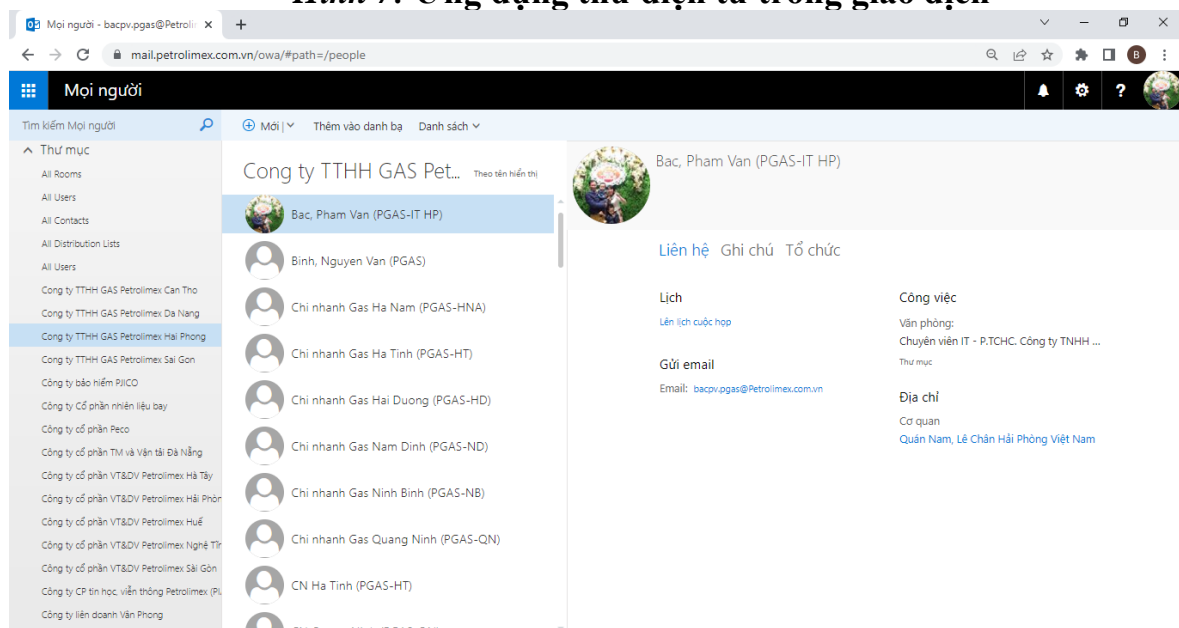 Hình 7: Ứng dụng thư điện tử trong giao dịch
Mọi người - bacpv.pgas@Petrolir
mail.petrolimex.com.vn/owa/#path=/people
B
Mọi người
?
Tìm kiếm Mọi người
Mới
Thêm vào danh bạ
Danh sách
Thư mục
All Rooms
All Users
All Contacts
All Distribution Lists
All Users
Cong ty TTHH GAS Petrolimex Can Tho
Cong ty TTHH GAS Petrolimex Da Nang
Cong ty TTHH GAS Petrolimex Hai Phong
Cong ty TTHH GAS Petrolimex Sai Gon
Công ty bảo hiểm PJICO
Công ty Cổ phần nhiên liệu bay
Công ty cổ phần Peco
Công ty cổ phần TM và Vận tải Đà Nẵng
Công ty cổ phần VT&DV Petrolimex Hà Tây
Công ty cổ phần VT&DV Petrolimex Hải Phòn
Công ty cổ phần VT&DV Petrolimex Huế
Công ty cổ phần VT&DV Petrolimex Nghệ Tĩn
Công ty cổ phần VT&DV Petrolimex Sài Gòn
Công ty CP tin học, viễn thông Petrolimex
Công ty liên doanh Vân Phong
Cong ty TTHH GAS Pet...
Theo tên hiển thị
Bac, Pham Van (PGAS-IT HP)
Binh, Nguyen Van (PGAS)
Chi nhanh Gas Ha Nam (PGAS-HNA)
Chi nhanh Gas Ha Tinh (PGAS-HT)
Chi nhanh Gas Hai Duong (PGAS-HD)
Chi nhanh Gas Nam Dinh (PGAS-ND)
Chi nhanh Gas Ninh Binh (PGAS-NB)
Chi nhanh Gas Quang Ninh (PGAS-QN)
CN Ha Tinh (PGAS-HT)
Bac, Pham Van (PGAS-IT HP)
Liên hệ Ghi chú Tổ chức
Lịch
Lên lịch cuộc họp
Gửi email
Email: bacpv.pgas@Petrolimex.com.vn
Công việc
Văn phòng:
Chuyên viên IT - P.TCHC. Công ty TNHH ...
Thư mục
Địa chỉ
Cơ quan
Quán Nam, Lê Chân Hải Phòng Việt Nam